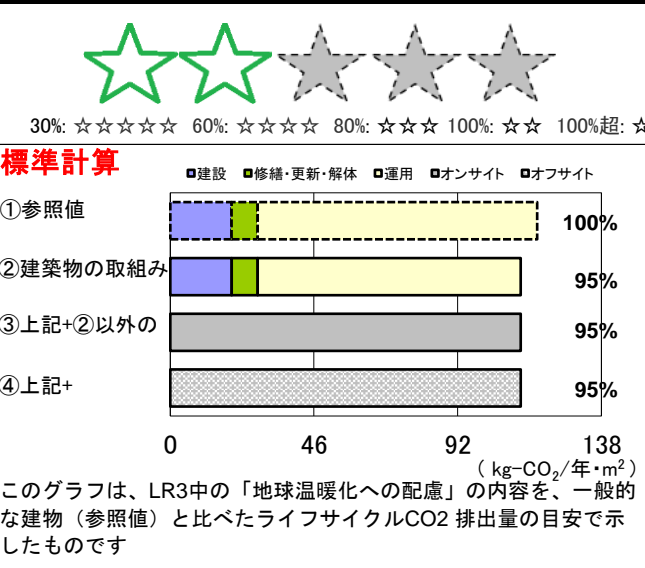 30%: ☆☆☆☆☆ 60%: ☆☆☆☆ 80%: ☆☆☆ 100%: ☆☆ 100%超: ☆
標準計算
建設 修繕・更新・解体 運用 オンサイト オフサイト
①参照値 100%
②建築物の取組み 95%
③上記+②以外の 95%
④上記+ 95%
0 46 92 138
( kg-CO₂/年・m² )
このグラフは、LR3中の「地球温暖化への配慮」の内容を、一般的
な建物（参照値）と比べたライフサイクルCO2 排出量の目安で示
したものです